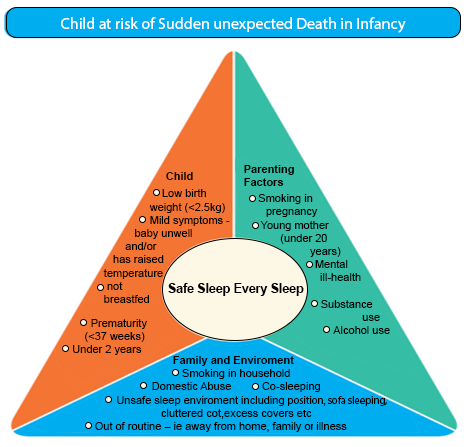 Child at risk of Sudden unexpected Death in Infancy
Child
Low birth
weight (<2.5kg)
Mild symptoms -
baby unwell
and/or
has raised
temperature
not
breastfed
Prematurity
(<37 weeks)
Under 2 years
Parenting
Factors
Smoking in
pregnancy
Young mother
(under 20
years)
Mental
ill-health
Substance
use
Alcohol use
Safe Sleep Every Sleep
Family and Enviroment
Smoking in household
Domestic Abuse
Co-sleeping
Unsafe sleep enviroment including position, sofa sleeping,
cluttered cot,excess covers etc
Out of routine – ie away from home, family or illness